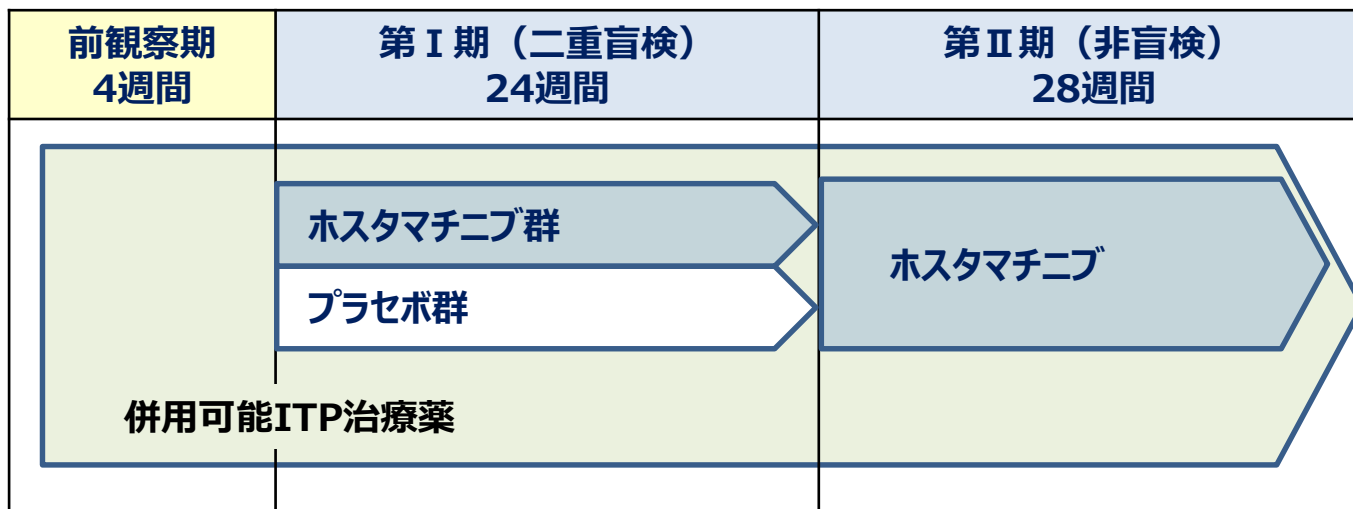 前観察期
4週間
第Ⅰ期（二重盲検）
24週間
第Ⅱ期（非盲検）
28週間
ホスタマチニブ群
プラセボ群
ホスタマチニブ
併用可能ITP治療薬